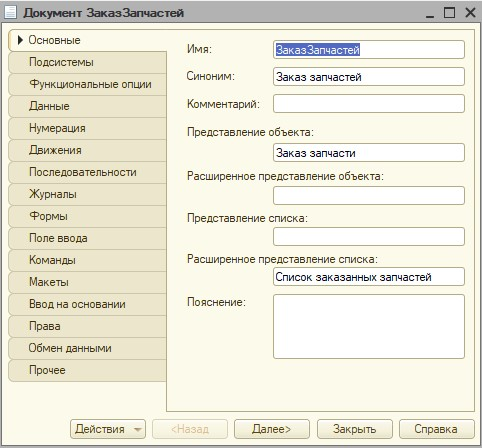 Документ ЗаказЗапчастей
Основные
Подсистемы
Функциональные опции
Данные
Нумерация
Движения
Последовательности
Журналы
Формы
Поле ввода
Команды
Макеты
Ввод на основании
Права
Обмен данными
Прочее
Имя: ЗаказЗапчастей
Синоним: Заказ запчастей
Комментарий:
Представление объекта:
Заказ запчасти
Расширенное представление объекта:
Представление списка:
Расширенное представление списка:
Список заказанных запчастей
Пояснение:
Действия <Назад Далее> Закрыть Справка